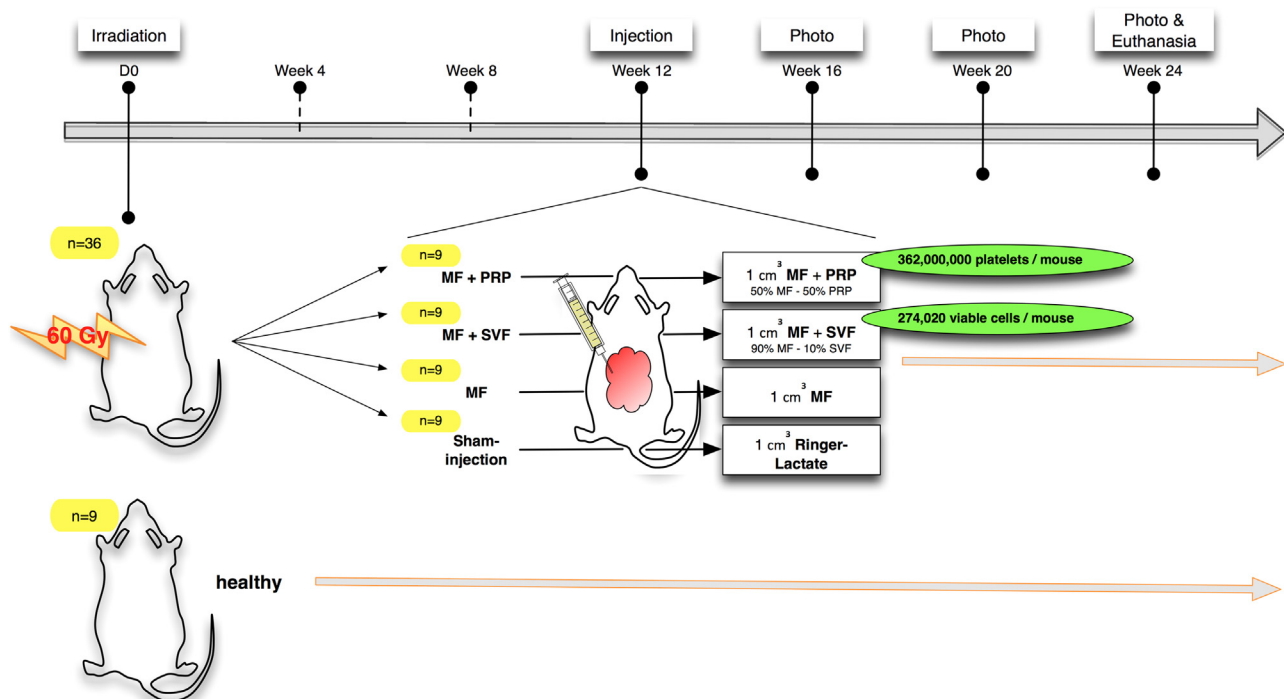 Irradiation
Injection
Photo
Photo
Photo &
Euthanasia
D0
Week 4
Week 8
Week 12
Week 16
Week 20
Week 24
n=36
60 Gy
n=9
MF + PRP
1 cm³ MF + PRP
50% MF - 50% PRP
362,000,000 platelets / mouse
n=9
MF + SVF
1 cm³ MF + SVF
90% MF - 10% SVF
274,020 viable cells / mouse
n=9
MF
1 cm³ MF
n=9
Sham-
injection
1 cm³ Ringer-
Lactate
n=9
healthy